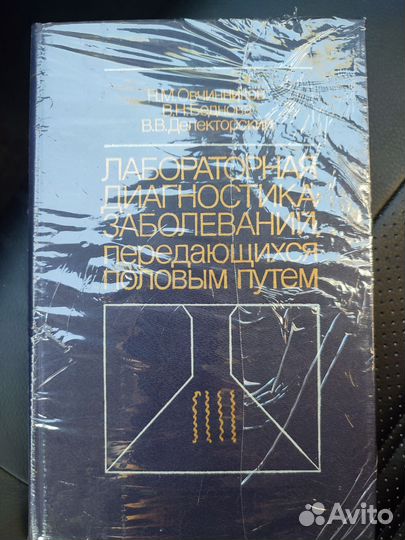 Н.М.Овчинников
В.Н.Беднова
В.В.Делекторский
ЛАБОРАТОРНАЯ
ДИАГНОСТИКА
ЗАБОЛЕВАНИЙ,
передающихся
половым путем
Avito